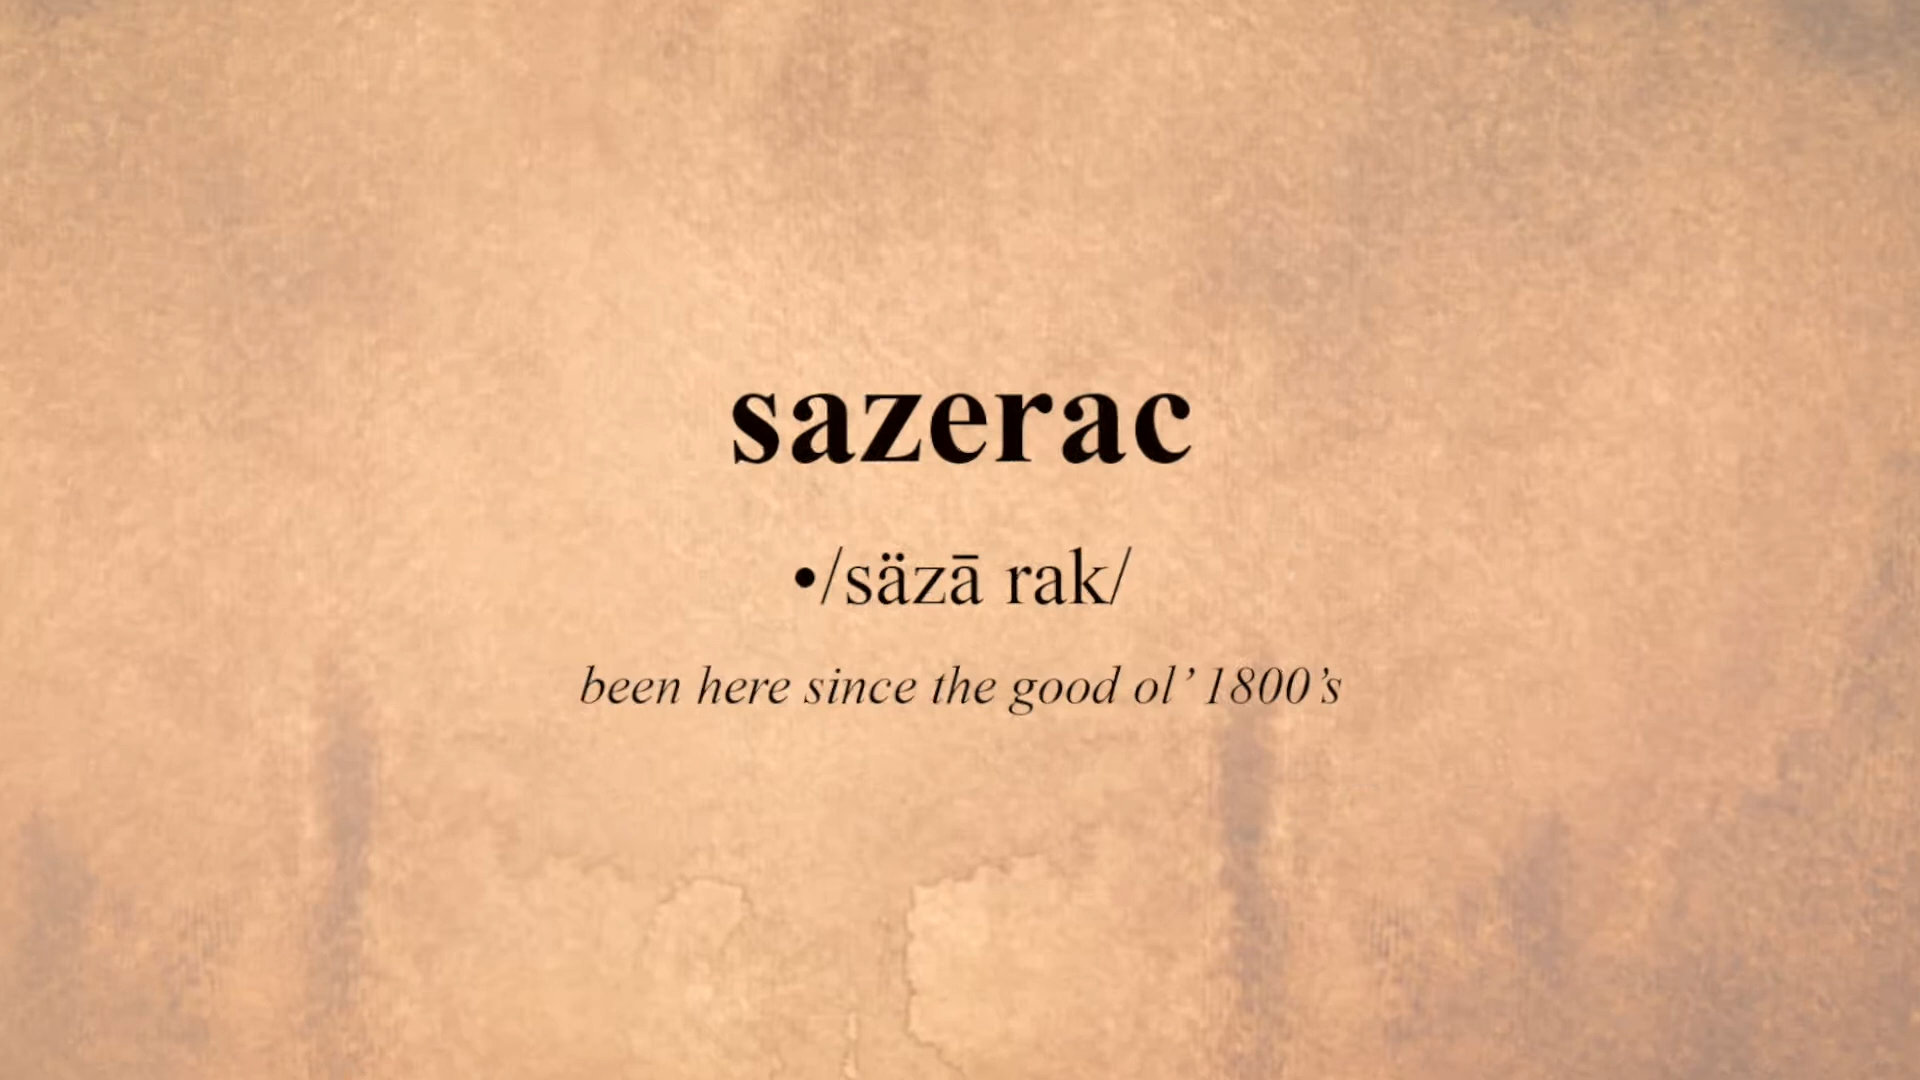 sazerac
•/säzā rak/
been here since the good ol’ 1800’s